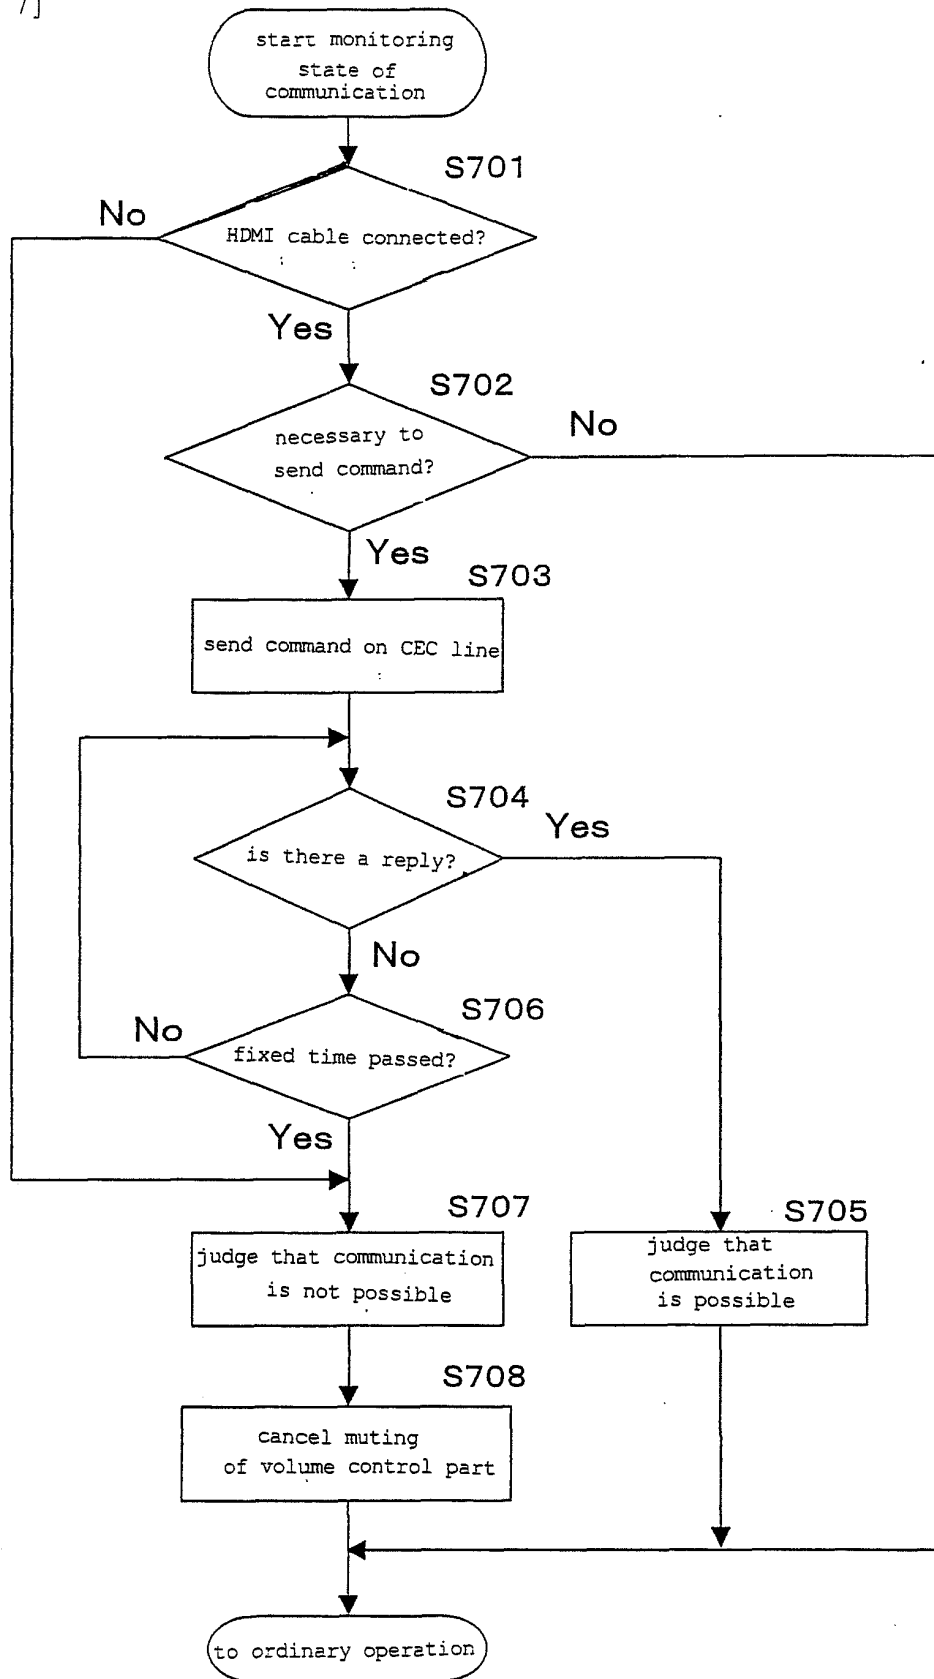 7]
start monitoring
state of
communication
S701
No
HDMI cable connected?
Yes
S702
No
necessary to
send command?
Yes
S703
send command on CEC line
S704
Yes
is there a reply?
No
S706
No
fixed time passed?
Yes
S707
S705
judge that communication
is not possible
judge that
communication
is possible
S708
cancel muting
of volume control part
to ordinary operation